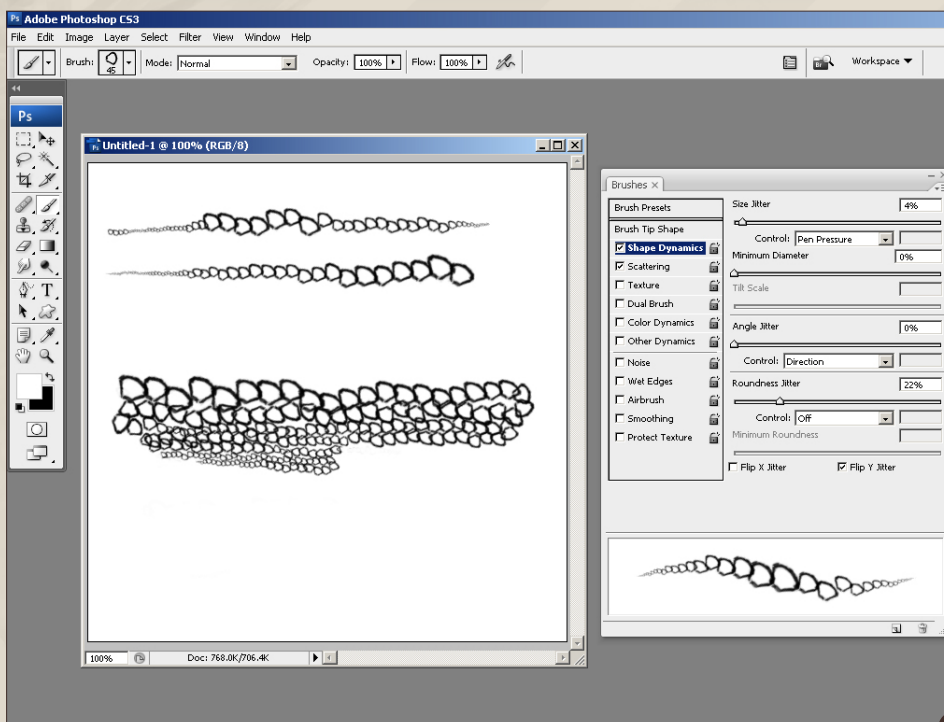 Ps Adobe Photoshop CS3
File Edit Image Layer Select Filter View Window Help
Brush: 45 Mode: Normal Opacity: 100% Flow: 100% Br Workspace
Ps
Untitled-1 @ 100% (RGB/8)
T
100% Doc: 768.0K/706.4K
Brushes
Brush Presets
Brush Tip Shape
Shape Dynamics
Scattering
Texture
Dual Brush
Color Dynamics
Other Dynamics
Noise
Wet Edges
Airbrush
Smoothing
Protect Texture
Size Jitter 4%
Control: Pen Pressure
Minimum Diameter 0%
Tilt Scale
Angle Jitter 0%
Control: Direction
Roundness Jitter 22%
Control: Off
Minimum Roundness
Flip X Jitter Flip Y Jitter